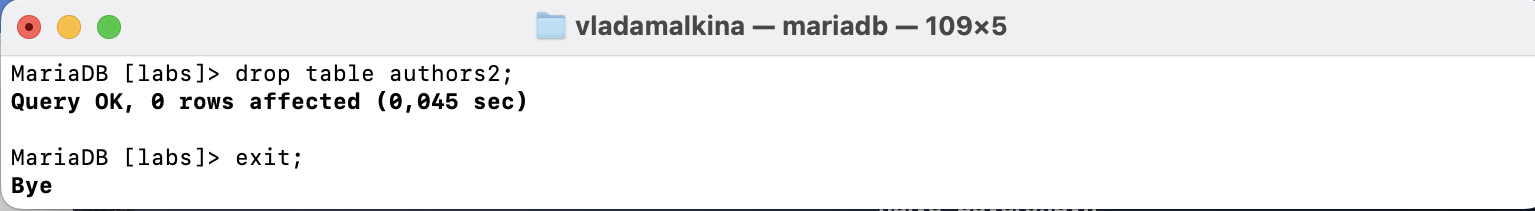 vladamalkina — mariadb — 109×5
MariaDB [labs]> drop table authors2;
Query OK, 0 rows affected (0,045 sec)
MariaDB [labs]> exit;
Bye